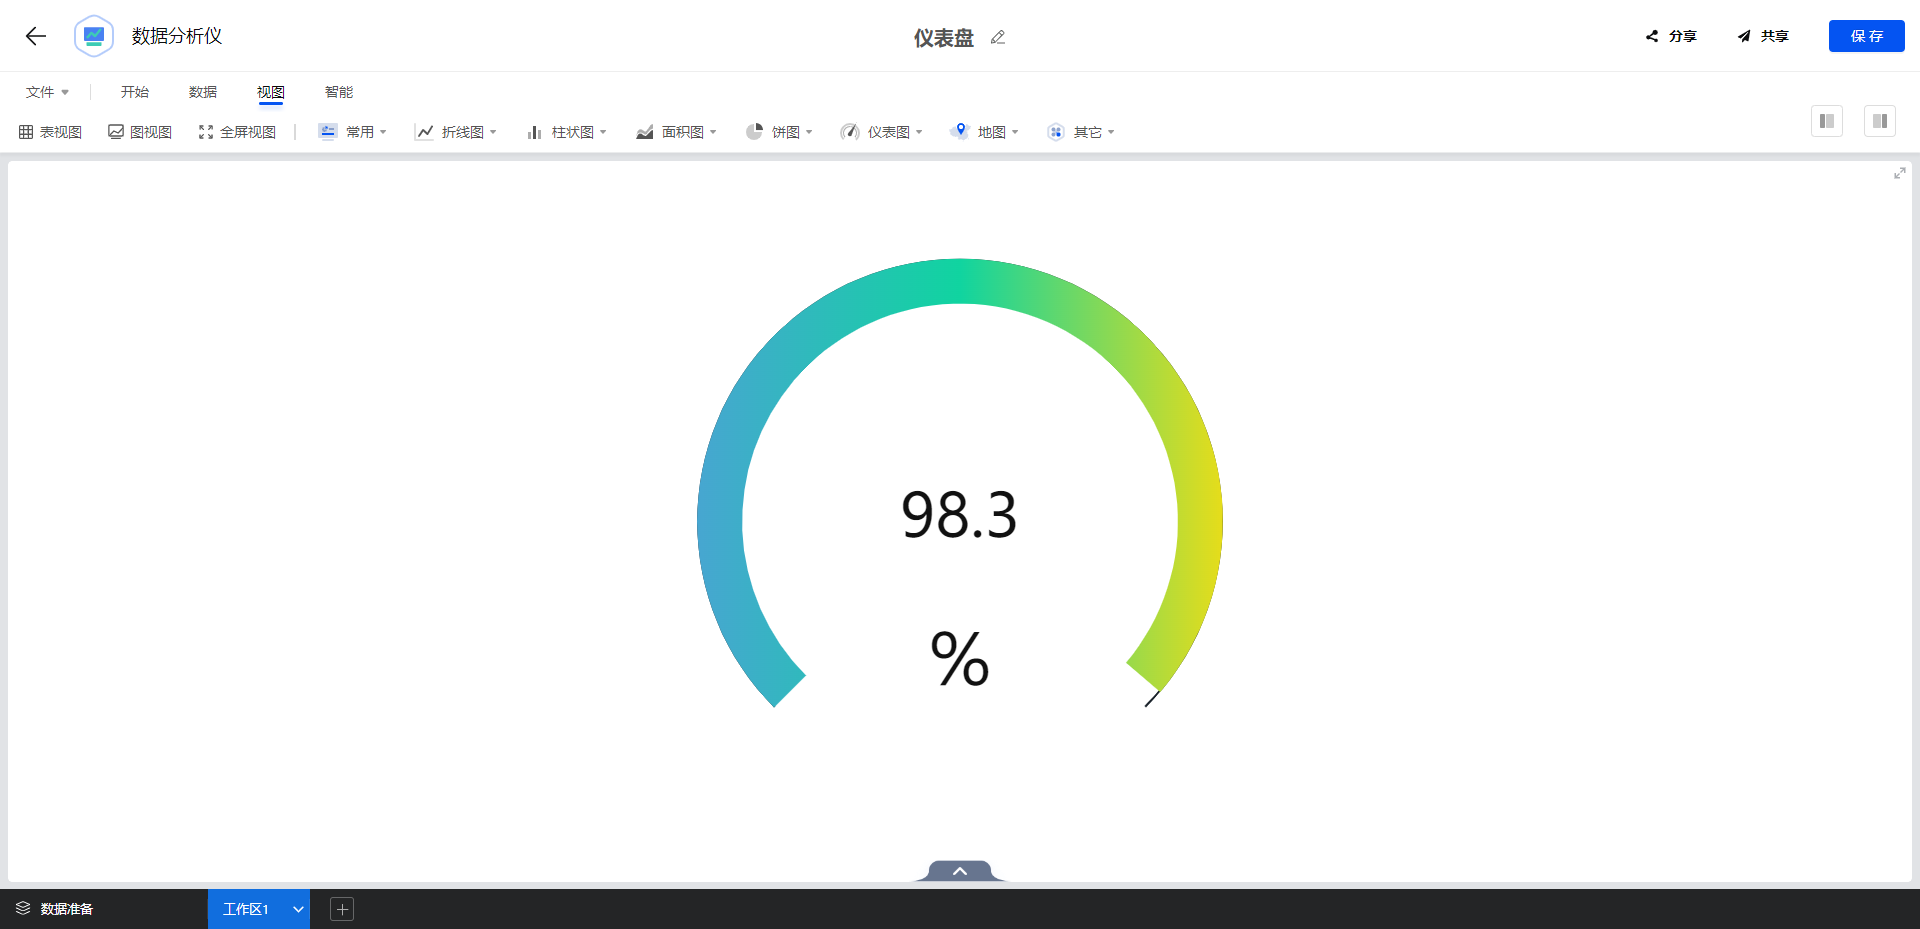 数据分析仪
仪表盘
分享
共享
保存
文件
开始
数据
视图
智能
表视图
图视图
全屏视图
常用
折线图
柱状图
面积图
饼图
仪表图
地图
其它
98.3
%
数据准备
工作区1